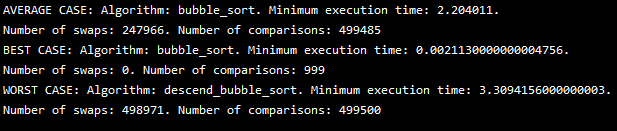 AVERAGE CASE: Algorithm: bubble_sort. Minimum execution time: 2.204011.
Number of swaps: 247966. Number of comparisons: 499485
BEST CASE: Algorithm: bubble_sort. Minimum execution time: 0.0021130000000004756.
Number of swaps: 0. Number of comparisons: 999
WORST CASE: Algorithm: descend_bubble_sort. Minimum execution time: 3.3094156000000003.
Number of swaps: 498971. Number of comparisons: 499500